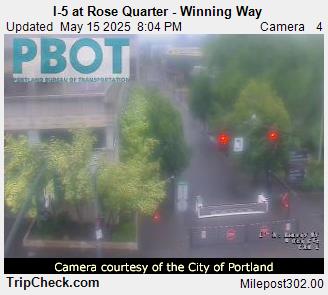 I-5 at Rose Quarter - Winning Way
Updated May 15 2025 8:04 PM Camera 4
PBOT
PORTLAND BUREAU OF TRANSPORTATION
Camera courtesy of the City of Portland
TripCheck.com Milepost302.00